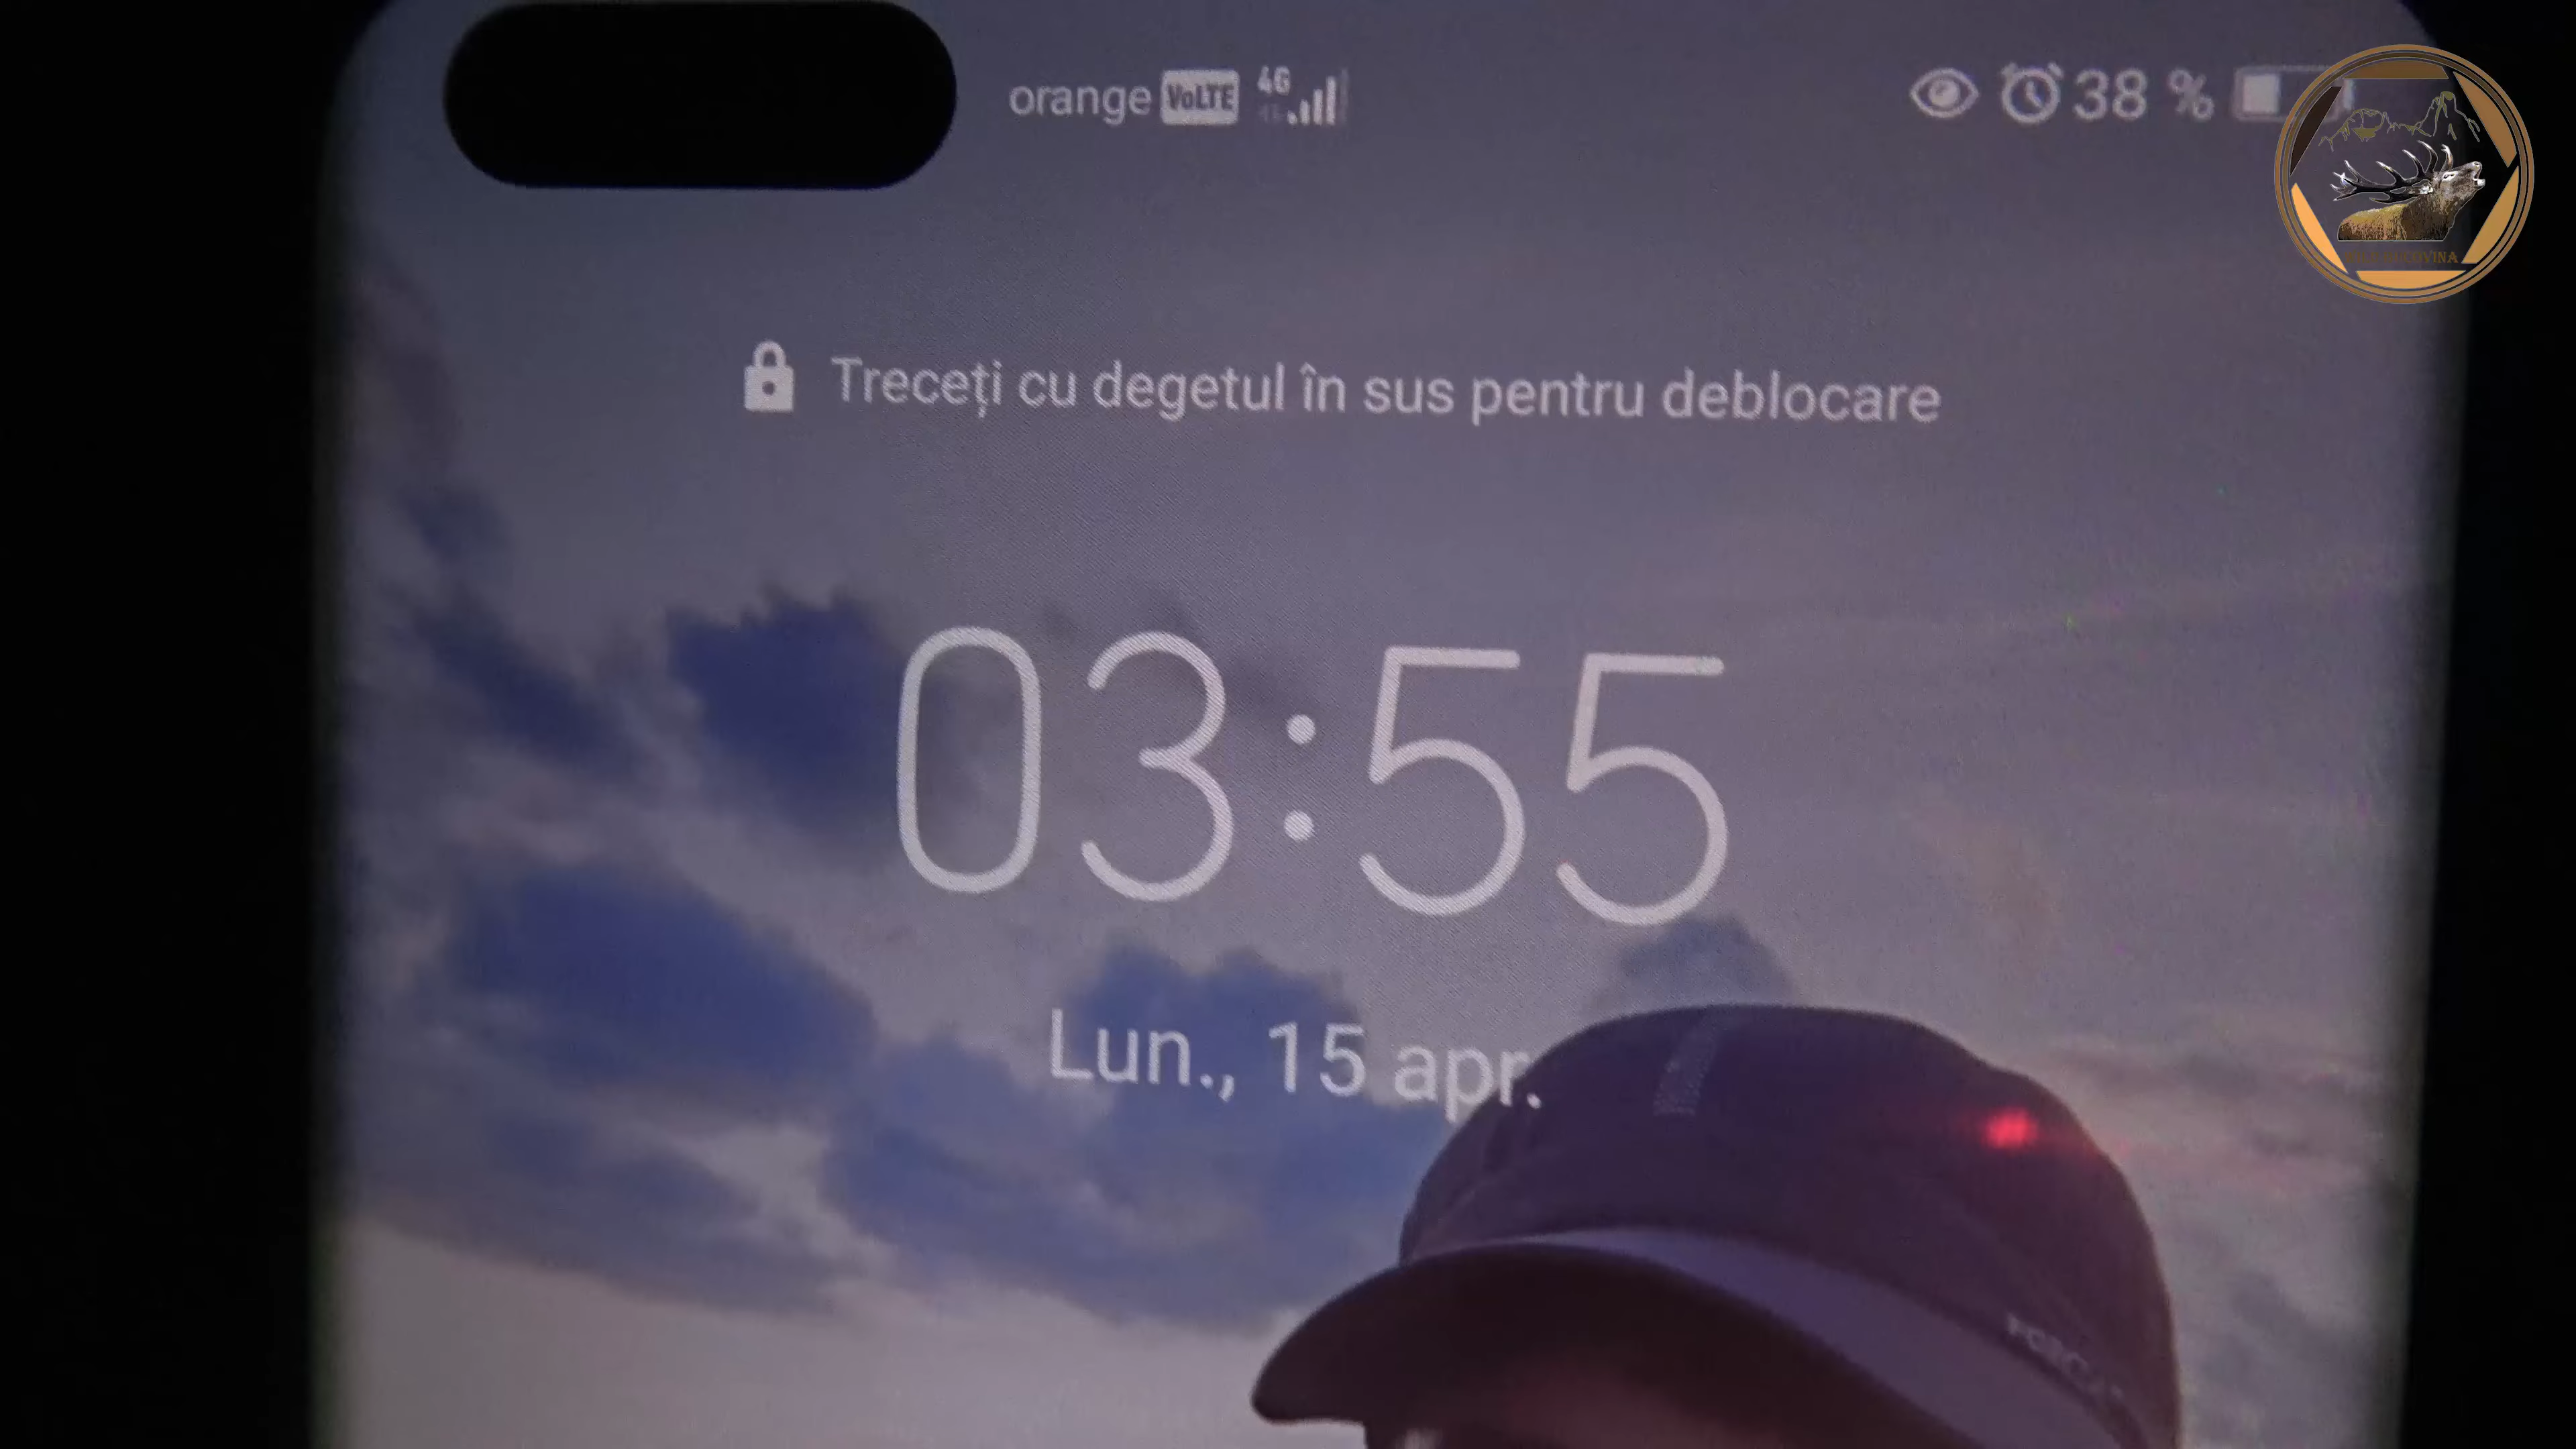 orange VoLTE 4G 38 %
Treceți cu degetul în sus pentru deblocare
03:55
Lun., 15 apr.